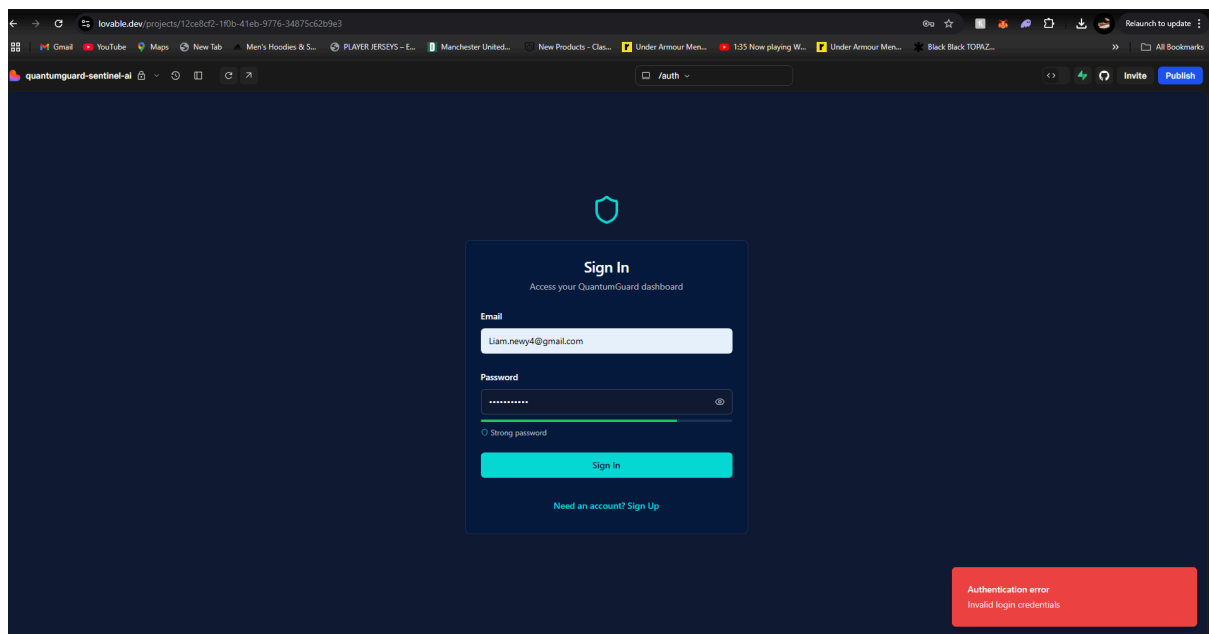 lovable.dev/projects/12ce8cf2-1f0b-41eb-9776-34875c62b9e3
Relaunch to update
Gmail YouTube Maps New Tab Men's Hoodies & S... PLAYER JERSEYS – E... Manchester United... New Products - Clas... Under Armour Men... 1:35 Now playing W... Under Armour Men... Black Black TOPAZ... » All Bookmarks
quantumguard-sentinel-ai /auth Invite Publish
Sign In
Access your QuantumGuard dashboard
Email
Liam.newy4@gmail.com
Password
Strong password
Sign In
Need an account? Sign Up
Authentication error
Invalid login credentials